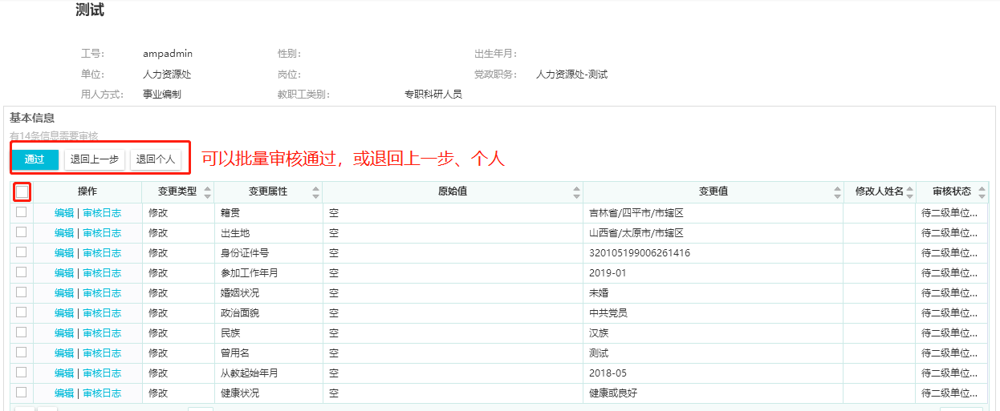 测试
工号： ampadmin 性别： 出生年月：
单位： 人力资源处 岗位： 党政职务： 人力资源处-测试
用人方式： 事业编制 教职工类别： 专职科研人员
基本信息
有14条信息需要审核
通过 退回上一步 退回个人 可以批量审核通过，或退回上一步、个人
操作 变更类型 变更属性 原始值 变更值 修改人姓名 审核状态
编辑 | 审核日志 修改 籍贯 空 吉林省/四平市/市辖区 待二级单位...
编辑 | 审核日志 修改 出生地 空 山西省/太原市/市辖区 待二级单位...
编辑 | 审核日志 修改 身份证件号 空 320105199006261416 待二级单位...
编辑 | 审核日志 修改 参加工作年月 空 2019-01 待二级单位...
编辑 | 审核日志 修改 婚姻状况 空 未婚 待二级单位...
编辑 | 审核日志 修改 政治面貌 空 中共党员 待二级单位...
编辑 | 审核日志 修改 民族 空 汉族 待二级单位...
编辑 | 审核日志 修改 曾用名 空 测试 待二级单位...
编辑 | 审核日志 修改 从教起始年月 空 2018-05 待二级单位...
编辑 | 审核日志 修改 健康状况 空 健康或良好 待二级单位...